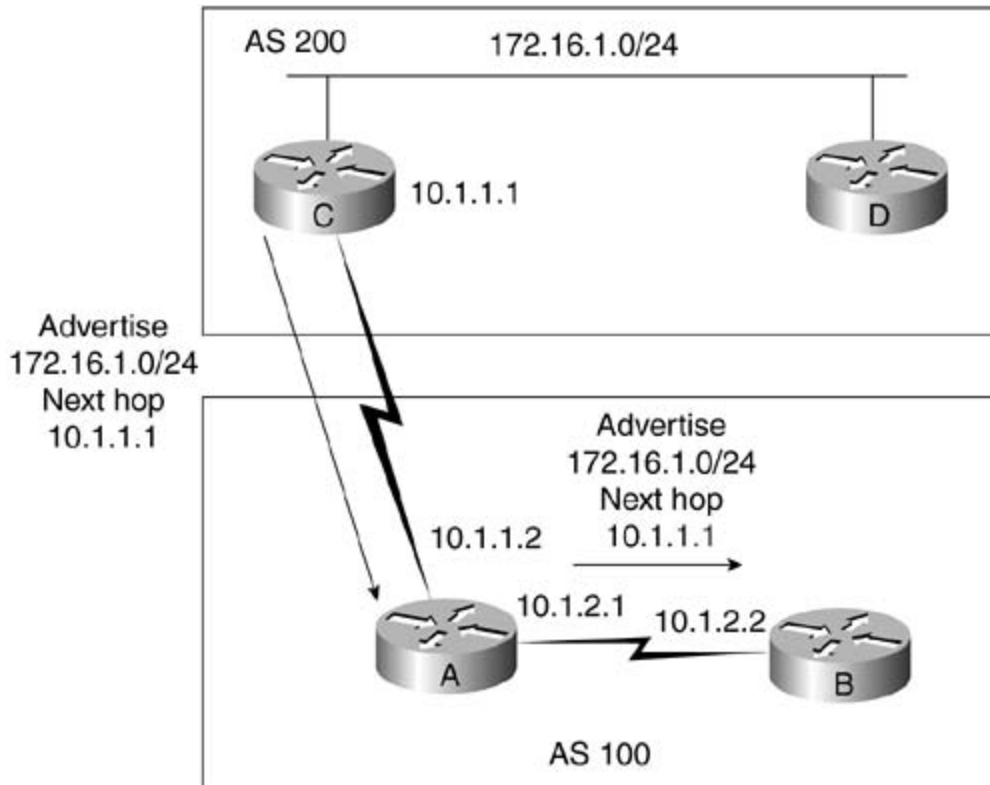 AS 200
172.16.1.0/24
C
10.1.1.1
D
Advertise
172.16.1.0/24
Next hop
10.1.1.1
Advertise
172.16.1.0/24
Next hop
10.1.1.1
10.1.1.2
10.1.2.1
10.1.2.2
A
B
AS 100